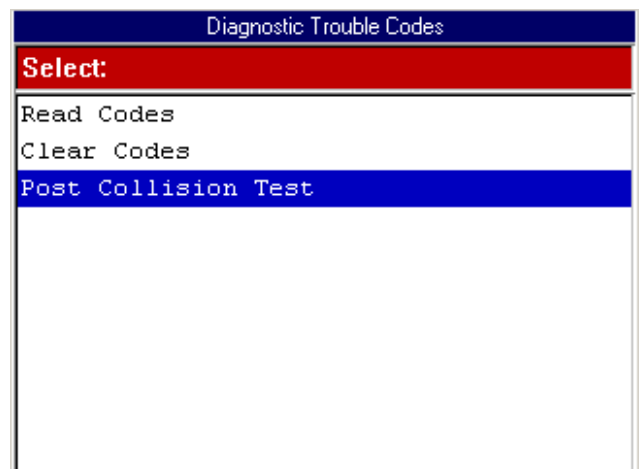 Diagnostic Trouble Codes
Select:
Read Codes
Clear Codes
Post Collision Test